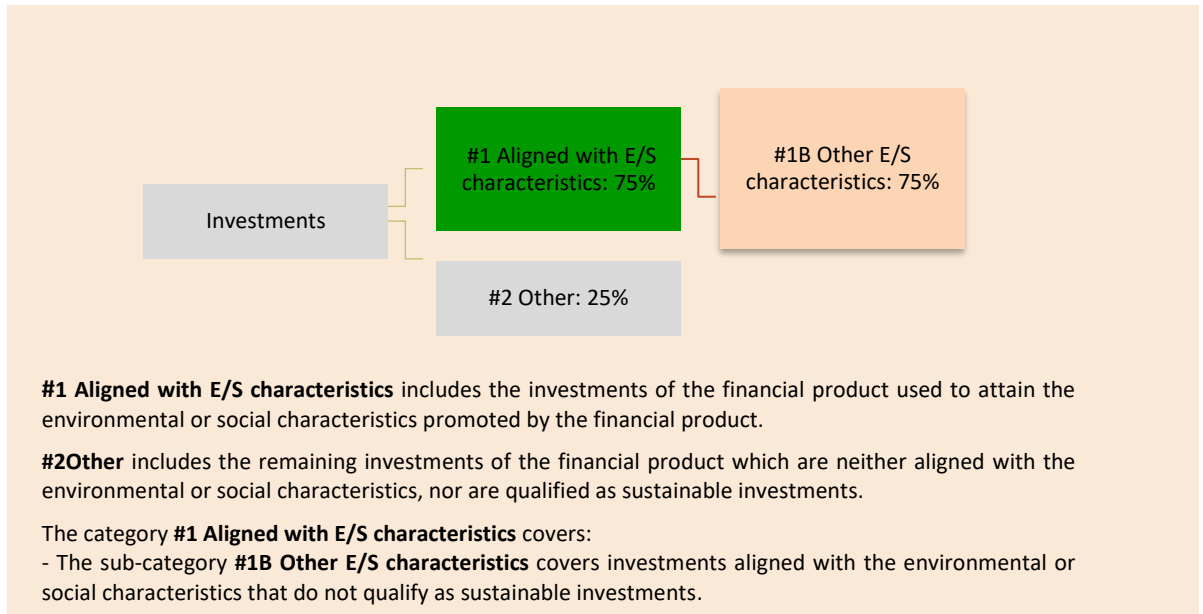 #1 Aligned with E/S
characteristics: 75%
#1B Other E/S
characteristics: 75%
Investments
#2 Other: 25%
#1 Aligned with E/S characteristics includes the investments of the financial product used to attain the
environmental or social characteristics promoted by the financial product.
#2Other includes the remaining investments of the financial product which are neither aligned with the
environmental or social characteristics, nor are qualified as sustainable investments.
The category #1 Aligned with E/S characteristics covers:
- The sub-category #1B Other E/S characteristics covers investments aligned with the environmental or
social characteristics that do not qualify as sustainable investments.